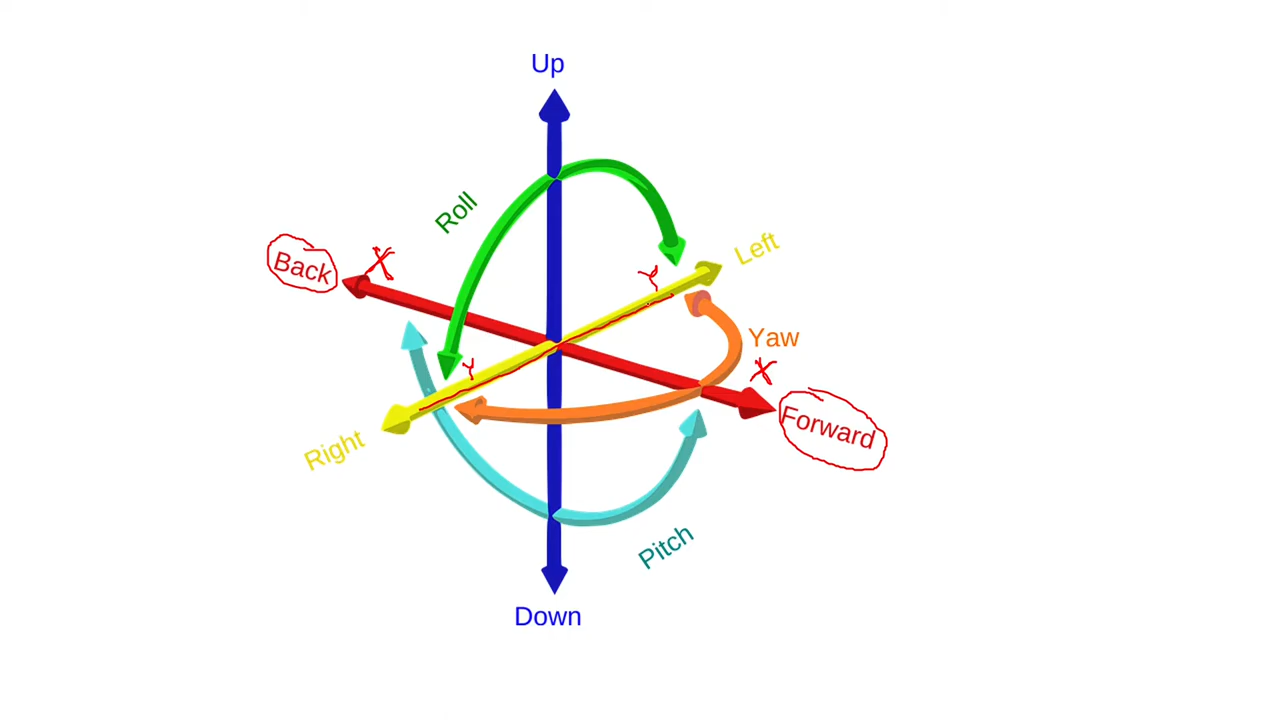 Up
Roll
Left
Back
X
Y
Yaw
Y
X
Forward
Right
Pitch
Down